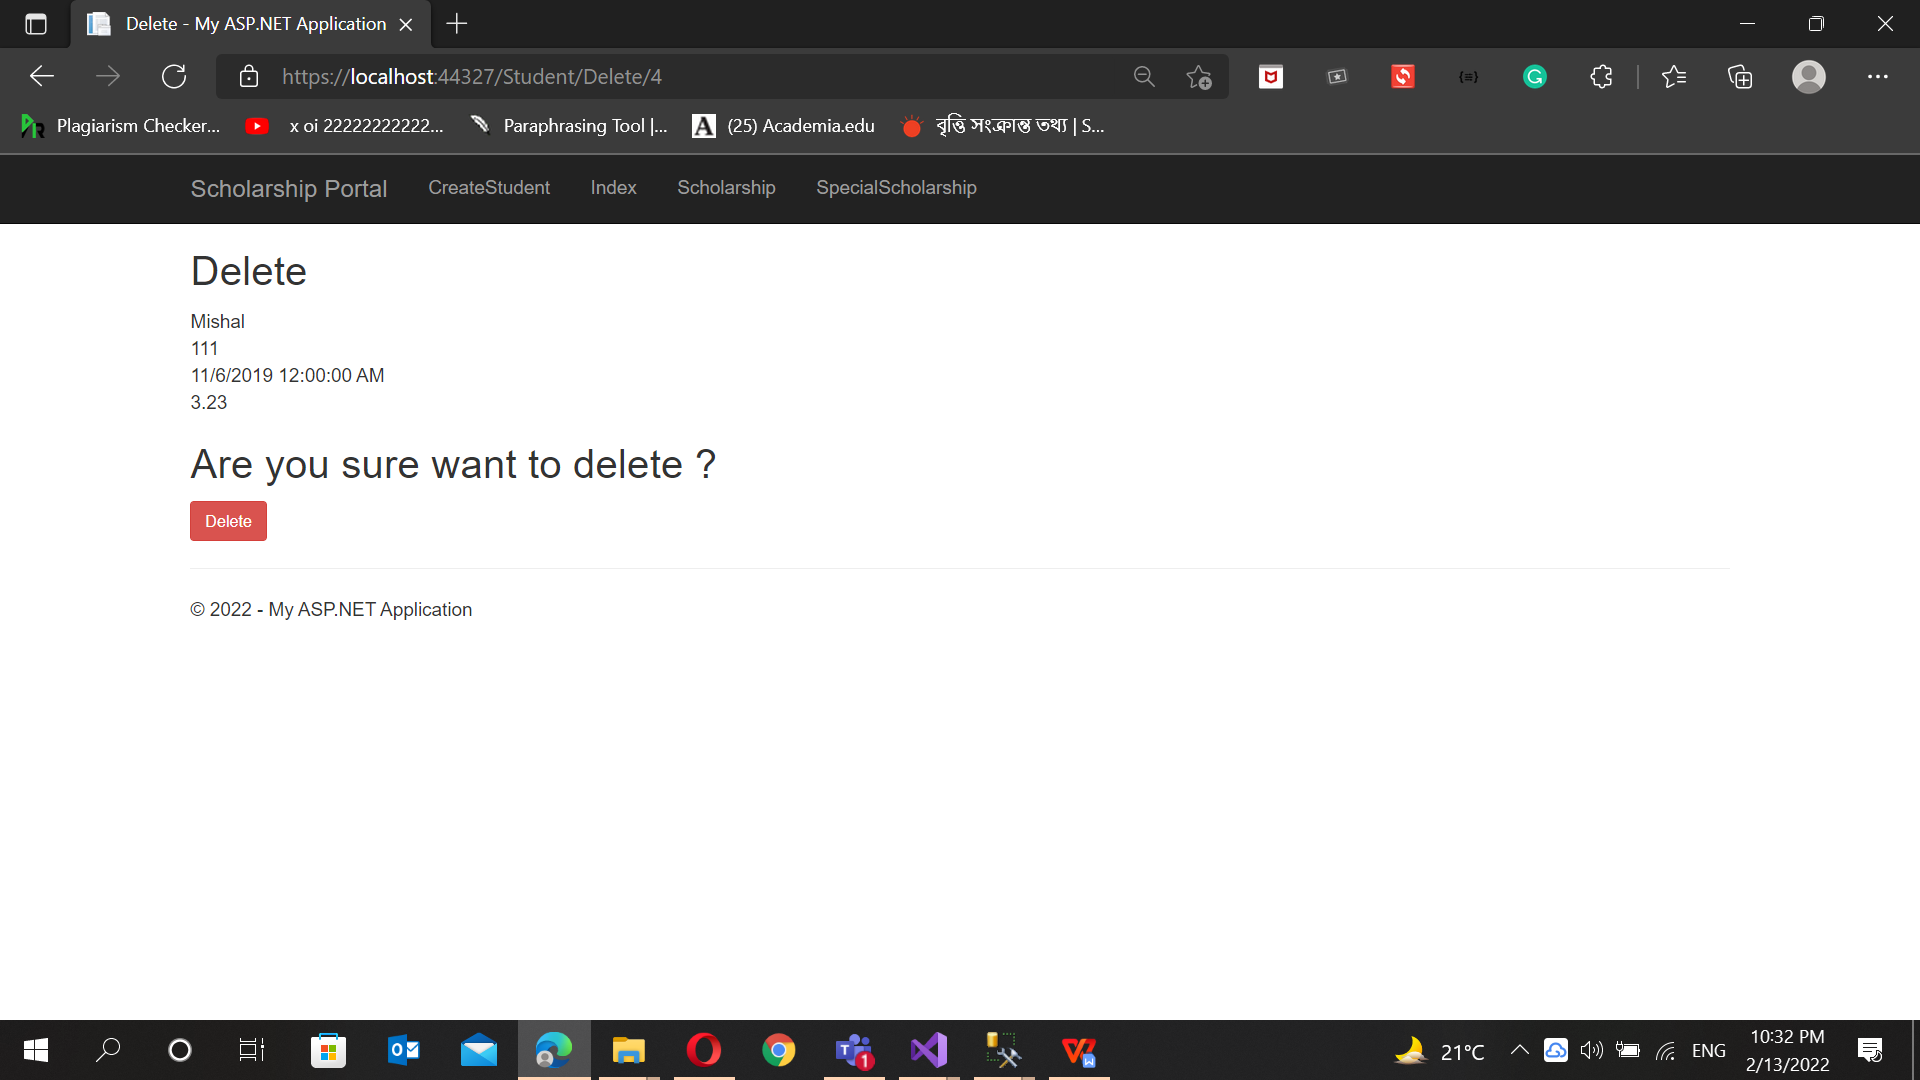 Delete - My ASP.NET Application
https://localhost:44327/Student/Delete/4
Plagiarism Checker... x oi 22222222222... Paraphrasing Tool |... A (25) Academia.edu বৃত্তি সংক্রান্ত তথ্য | S...
Scholarship Portal CreateStudent Index Scholarship SpecialScholarship
Delete
Mishal
111
11/6/2019 12:00:00 AM
3.23
Are you sure want to delete ?
Delete
© 2022 - My ASP.NET Application
21°C ENG 10:32 PM
2/13/2022